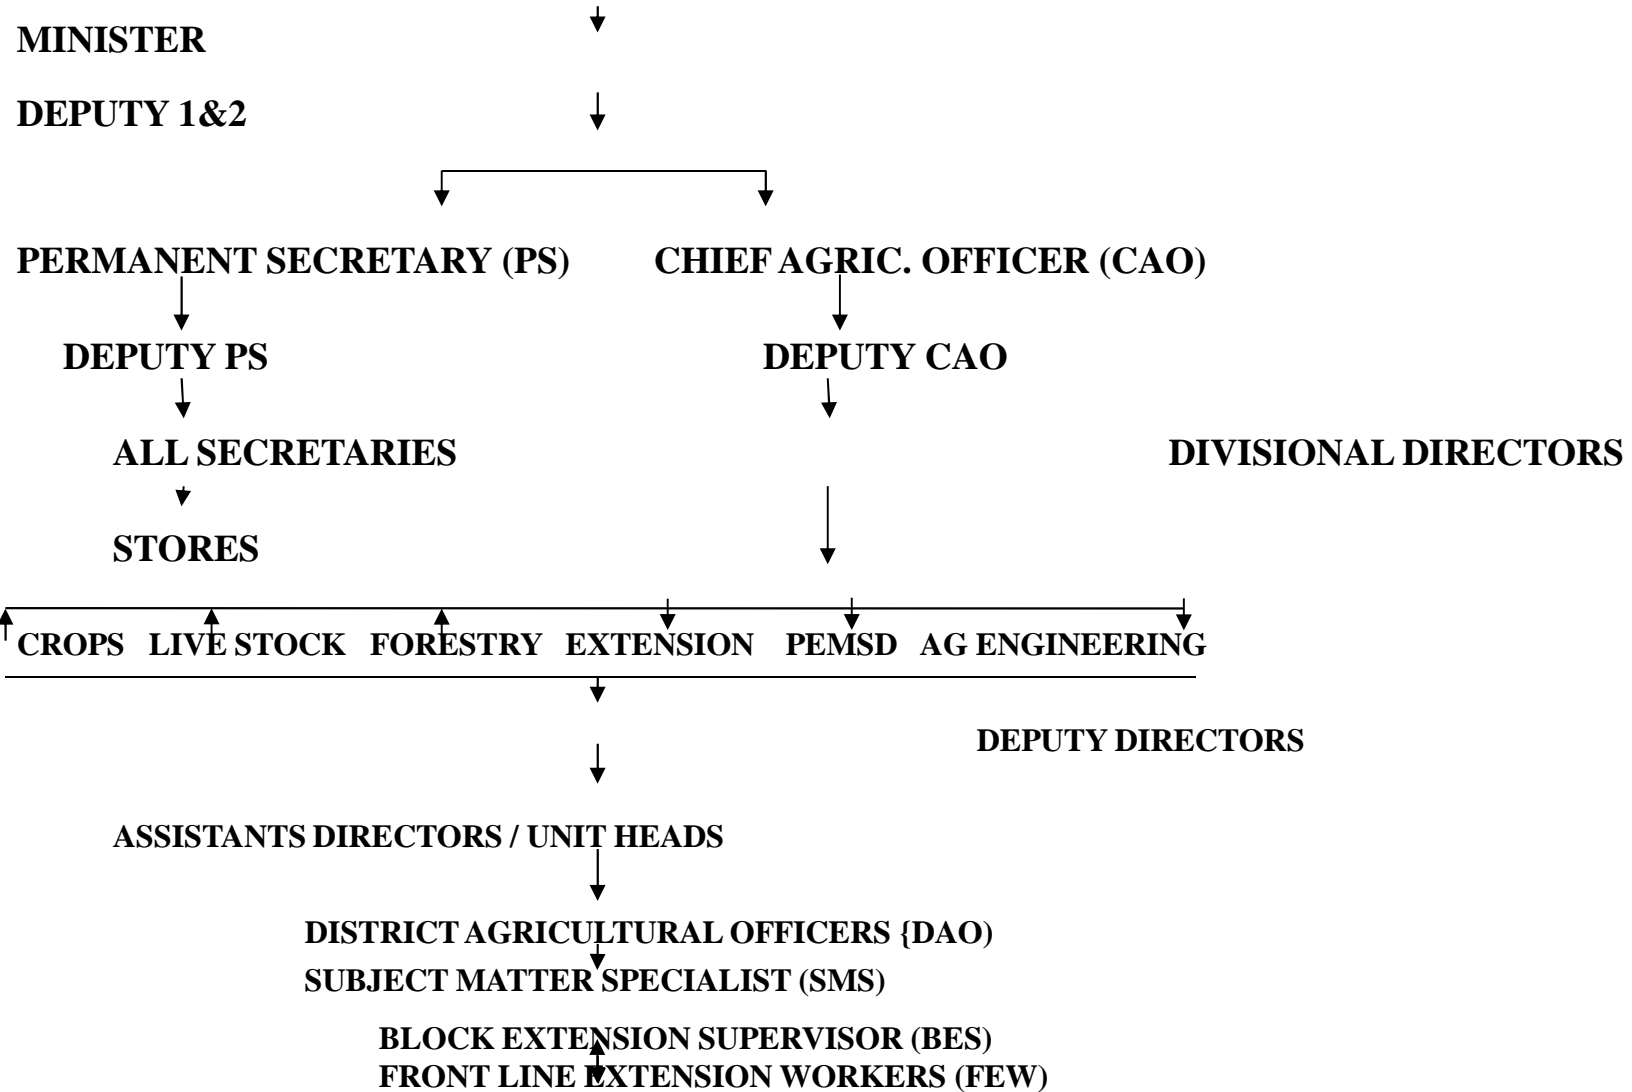 MINISTER
DEPUTY 1&2
PERMANENT SECRETARY (PS) CHIEF AGRIC. OFFICER (CAO)
DEPUTY PS DEPUTY CAO
ALL SECRETARIES DIVISIONAL DIRECTORS
STORES
CROPS LIVE STOCK FORESTRY EXTENSION PEMSD AG ENGINEERING
DEPUTY DIRECTORS
ASSISTANTS DIRECTORS / UNIT HEADS
DISTRICT AGRICULTURAL OFFICERS {DAO)
SUBJECT MATTER SPECIALIST (SMS)
BLOCK EXTENSION SUPERVISOR (BES)
FRONT LINE EXTENSION WORKERS (FEW)